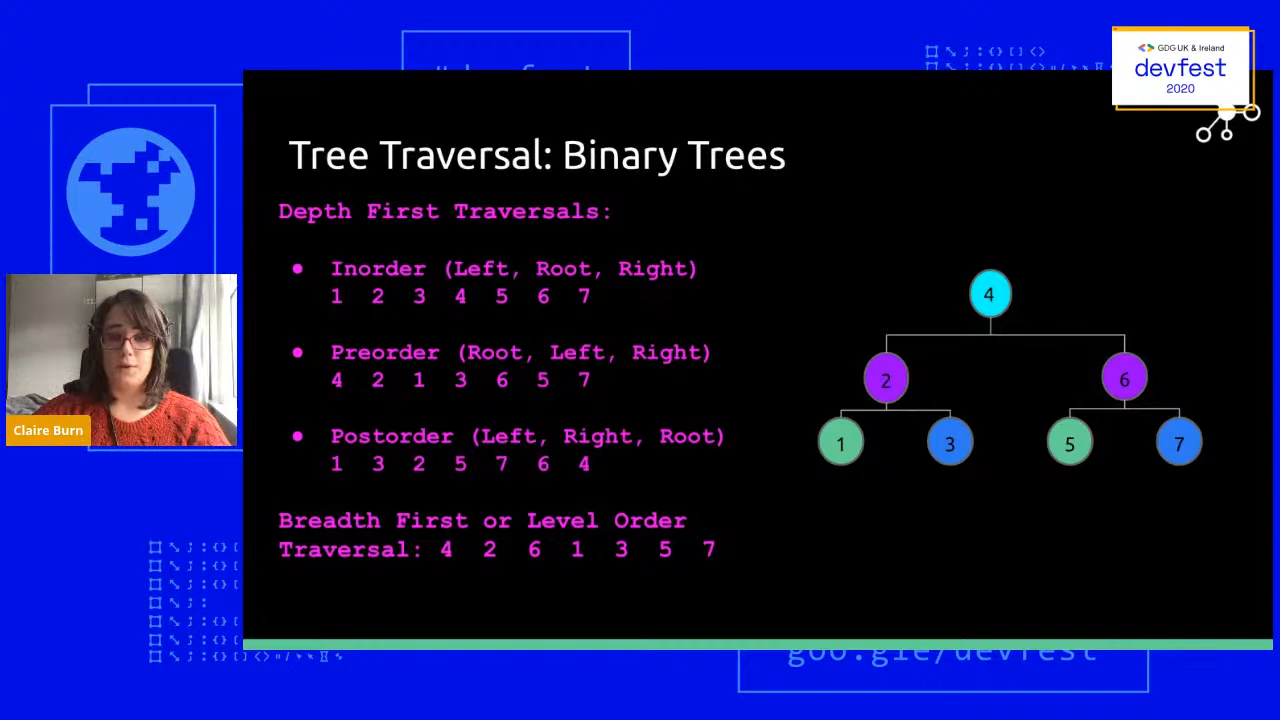 GDG UK & Ireland
devfest
2020
Tree Traversal: Binary Trees
Depth First Traversals:
● Inorder (Left, Root, Right)
1 2 3 4 5 6 7
● Preorder (Root, Left, Right)
4 2 1 3 6 5 7
● Postorder (Left, Right, Root)
1 3 2 5 7 6 4
Breadth First or Level Order
Traversal: 4 2 6 1 3 5 7
4
2 6
1 3 5 7
Claire Burn
goo.gle/devfest